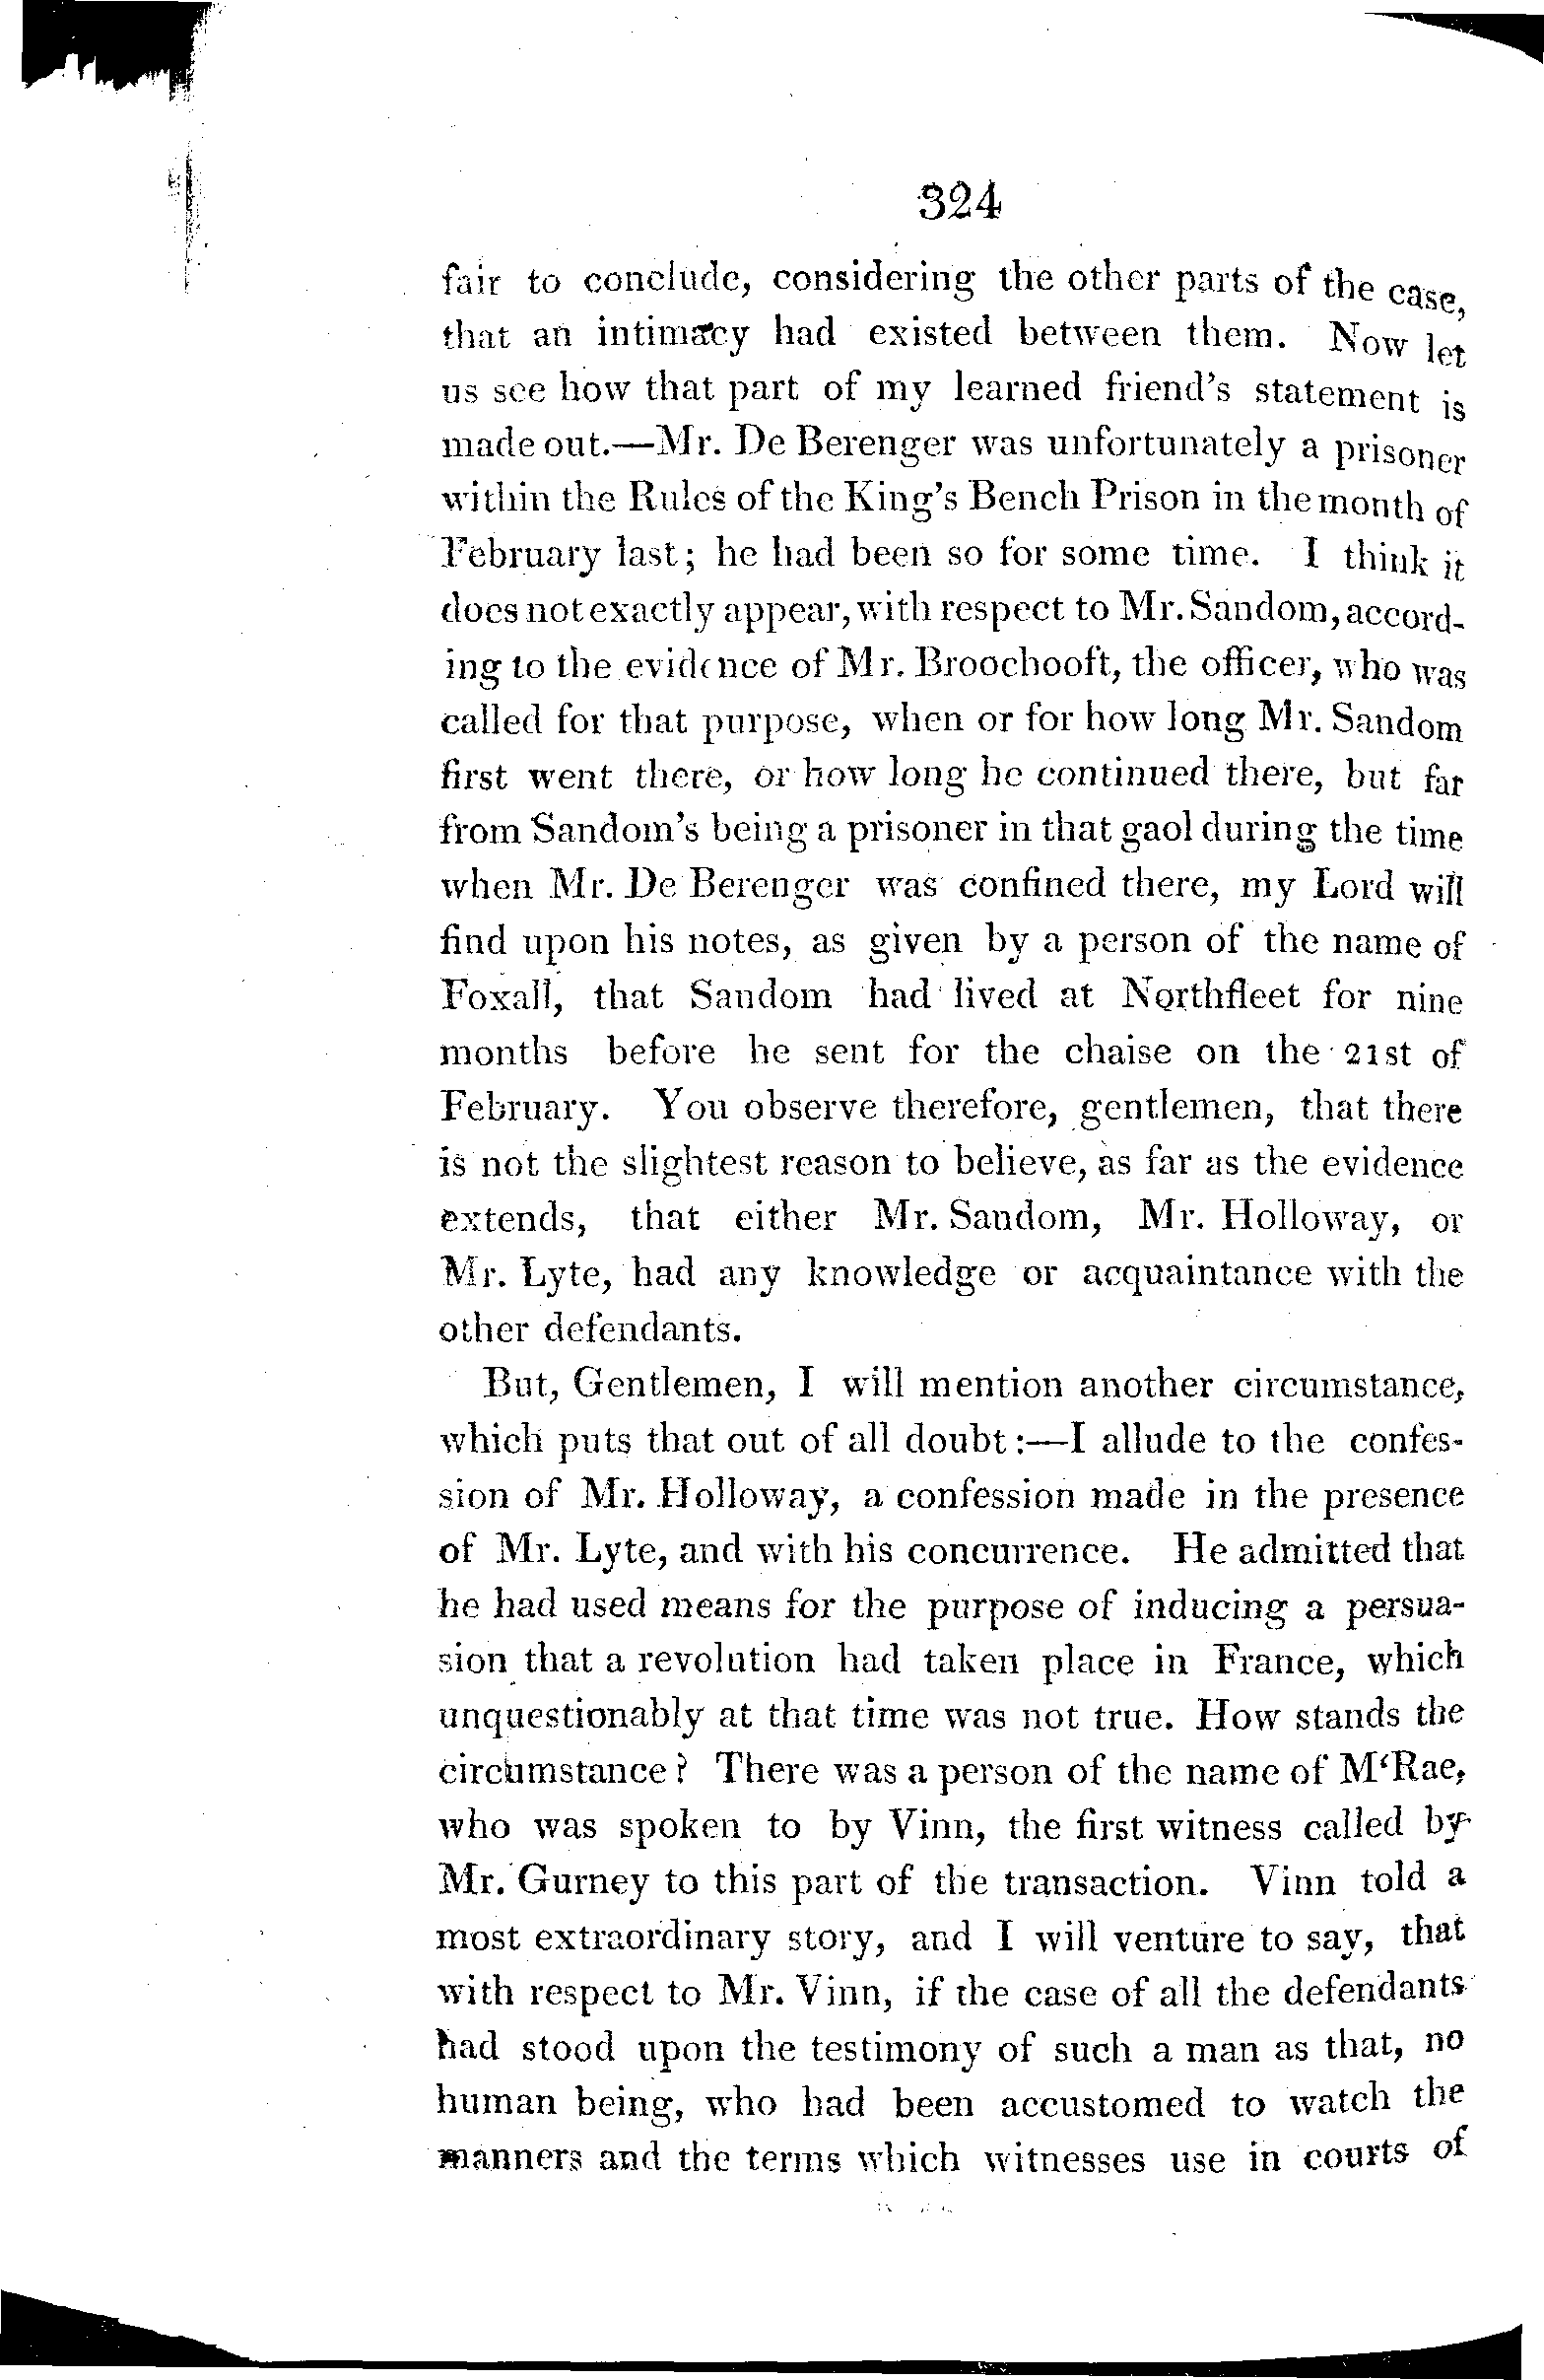 324
fair to conclude, considering the other parts of the case,
that an intimacy had existed between them. Now let
us see how that part of my learned friend's statement is
made out.—Mr. De Berenger was unfortunately a prisoner
within the Rules of the King's Bench Prison in the month of
February last; he had been so for some time. I think it
does not exactly appear, with respect to Mr. Sandom, accord-
ing to the evidence of Mr. Broochooft, the officer, who was
called for that purpose, when or for how long Mr. Sandom
first went there, or how long he continued there, but far
from Sandom's being a prisoner in that gaol during the time
when Mr. De Berenger was confined there, my Lord will
find upon his notes, as given by a person of the name of
Foxall, that Sandom had lived at Northfleet for nine
months before he sent for the chaise on the 21st of
February. You observe therefore, gentlemen, that there
is not the slightest reason to believe, as far as the evidence
extends, that either Mr. Sandom, Mr. Holloway, or
Mr. Lyte, had any knowledge or acquaintance with the
other defendants.
But, Gentlemen, I will mention another circumstance,
which puts that out of all doubt:—I allude to the confes-
sion of Mr. Holloway, a confession made in the presence
of Mr. Lyte, and with his concurrence. He admitted that
he had used means for the purpose of inducing a persua-
sion that a revolution had taken place in France, which
unquestionably at that time was not true. How stands the
circumstance? There was a person of the name of M'Rae,
who was spoken to by Vinn, the first witness called by
Mr. Gurney to this part of the transaction. Vinn told a
most extraordinary story, and I will venture to say, that
with respect to Mr. Vinn, if the case of all the defendants
had stood upon the testimony of such a man as that, no
human being, who had been accustomed to watch the
manners and the terms which witnesses use in courts of